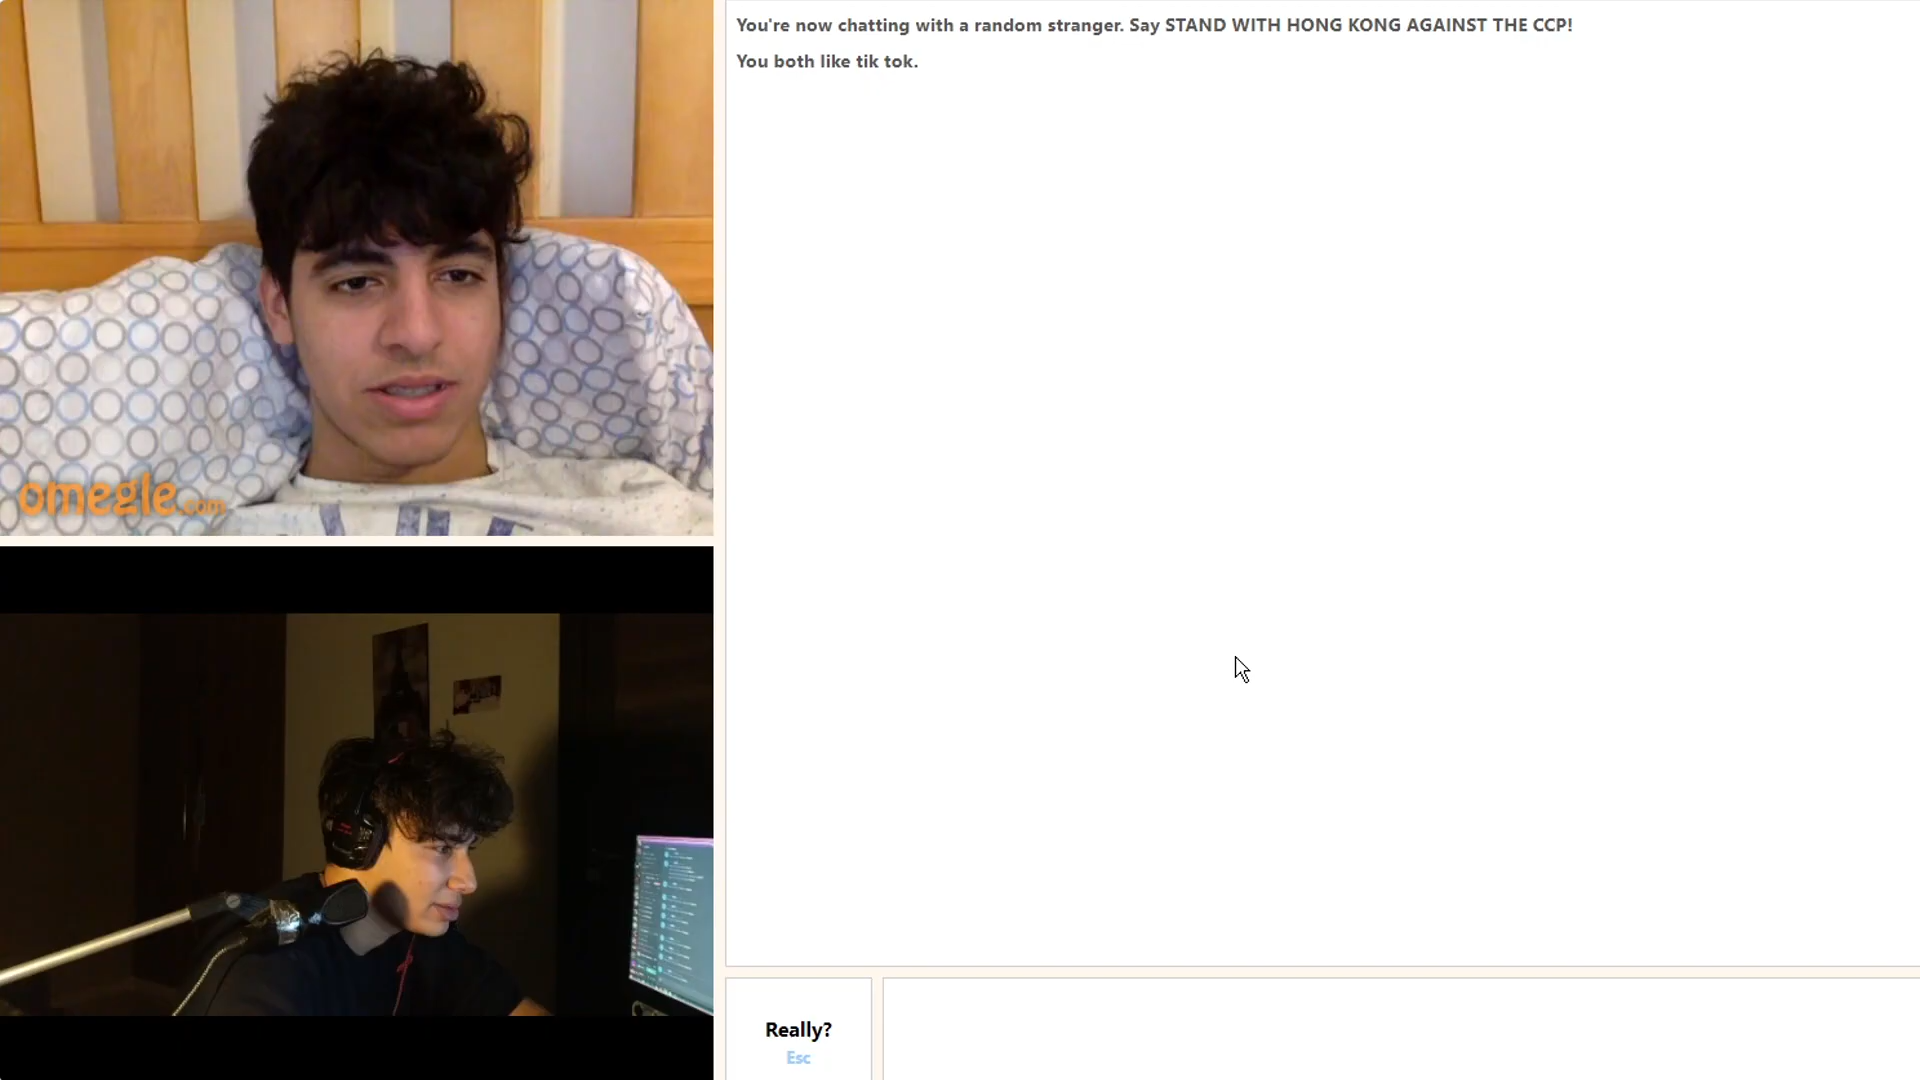 You're now chatting with a random stranger. Say STAND WITH HONG KONG AGAINST THE CCP!
You both like tik tok.
omegle.com
Really?
Esc